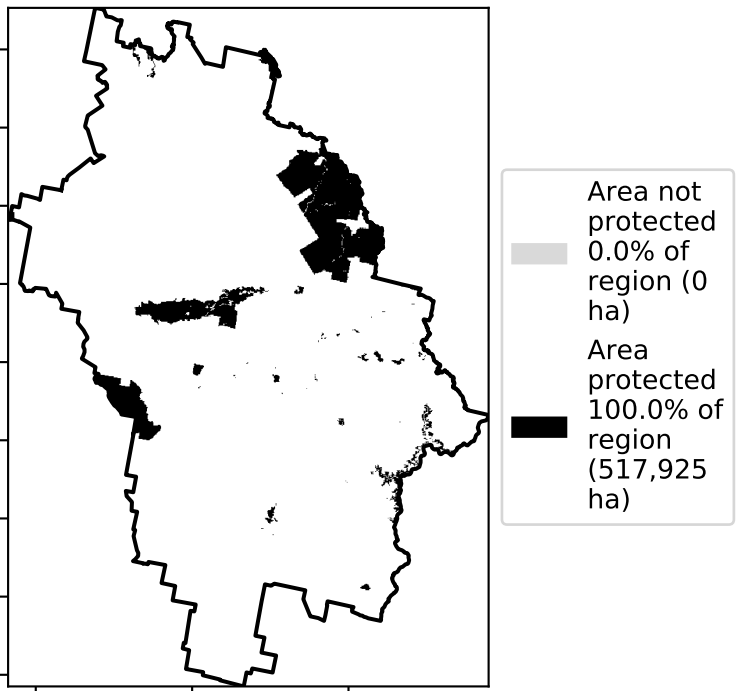 Area not
protected
0.0% of
region (0
ha)
Area
protected
100.0% of
region
(517,925
ha)